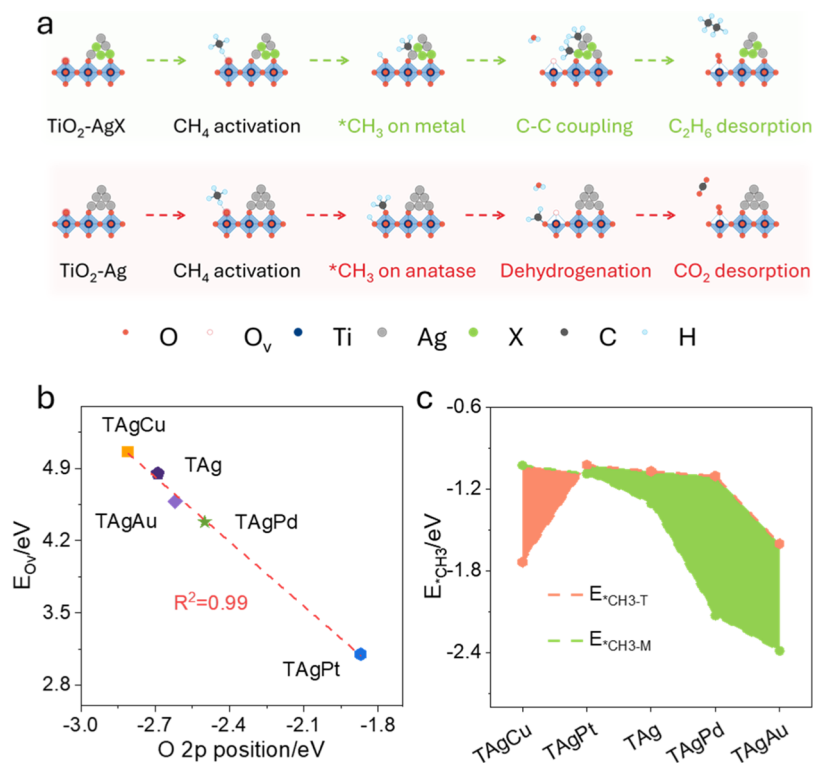 a
TiO2-AgX CH4 activation *CH3 on metal C-C coupling C2H6 desorption
TiO2-Ag CH4 activation *CH3 on anatase Dehydrogenation CO2 desorption
O Ov Ti Ag X C H
b
TAgCu
TAg
TAgAu
TAgPd
TAgPt
R²=0.99
EOv/eV
4.9
4.2
3.5
2.8
-3.0 -2.7 -2.4 -2.1 -1.8
O 2p position/eV
c
E*CH3/eV
-0.6
-1.2
-1.8
-2.4
E*CH3-T
E*CH3-M
TAgCu TAgPt TAg TAgPd TAgAu